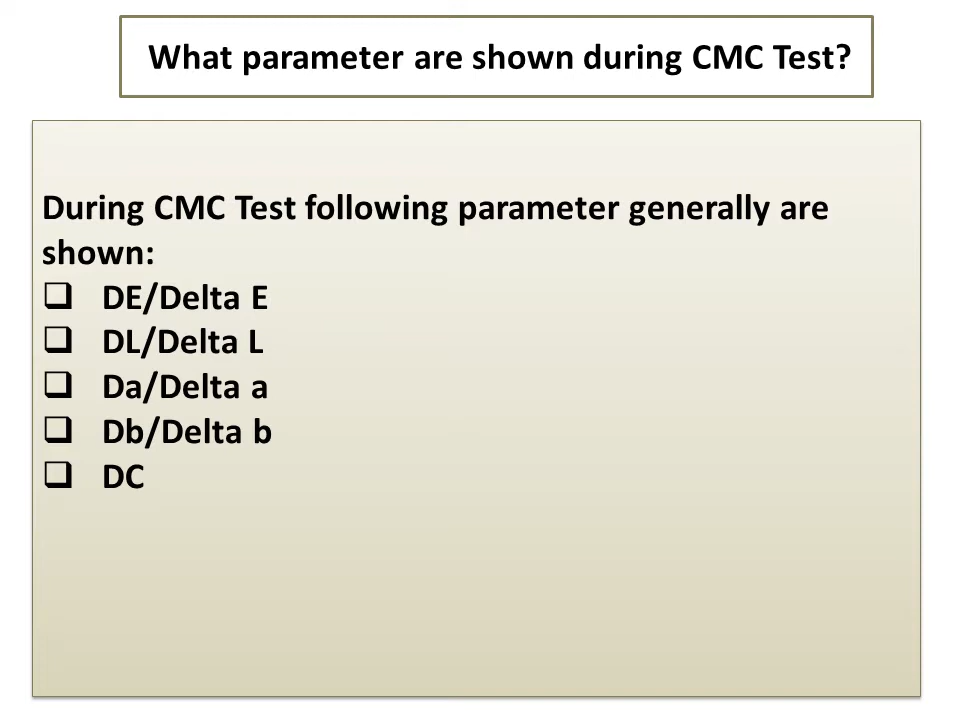 What parameter are shown during CMC Test?
During CMC Test following parameter generally are
shown:
❑ DE/Delta E
❑ DL/Delta L
❑ Da/Delta a
❑ Db/Delta b
❑ DC